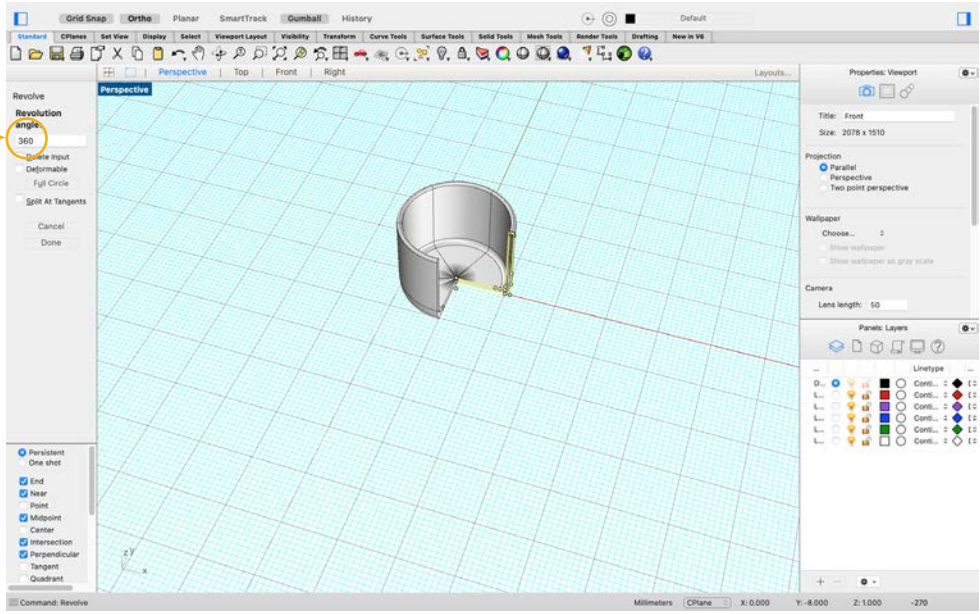 Grid Snap Ortho Planar SmartTrack Gumball History Default
Standard CPlanes Set View Display Select Viewport Layout Visibility Transform Curve Tools Surface Tools Solid Tools Mesh Tools Render Tools Drafting New in V6
Perspective | Top | Front | Right Layouts...
Perspective
Revolve
Revolution
angle:
360
Delete Input
Deformable
Full Circle
Split At Tangents
Cancel
Done
Persistent
One shot
End
Near
Point
Midpoint
Center
Intersection
Perpendicular
Tangent
Quadrant
z y
x
Properties: Viewport
Title: Front
Size: 2078 x 1510
Projection
Parallel
Perspective
Two point perspective
Wallpaper
Choose...
Show wallpaper
Show wallpaper as gray scale
Camera
Lens length: 50
Panels: Layers
... Linetype ...
D... Conti...
L... Conti...
L... Conti...
L... Conti...
L... Conti...
L... Conti...
Command: Revolve Millimeters CPlane X: 0.000 Y: -8.000 Z: 1.000 -270